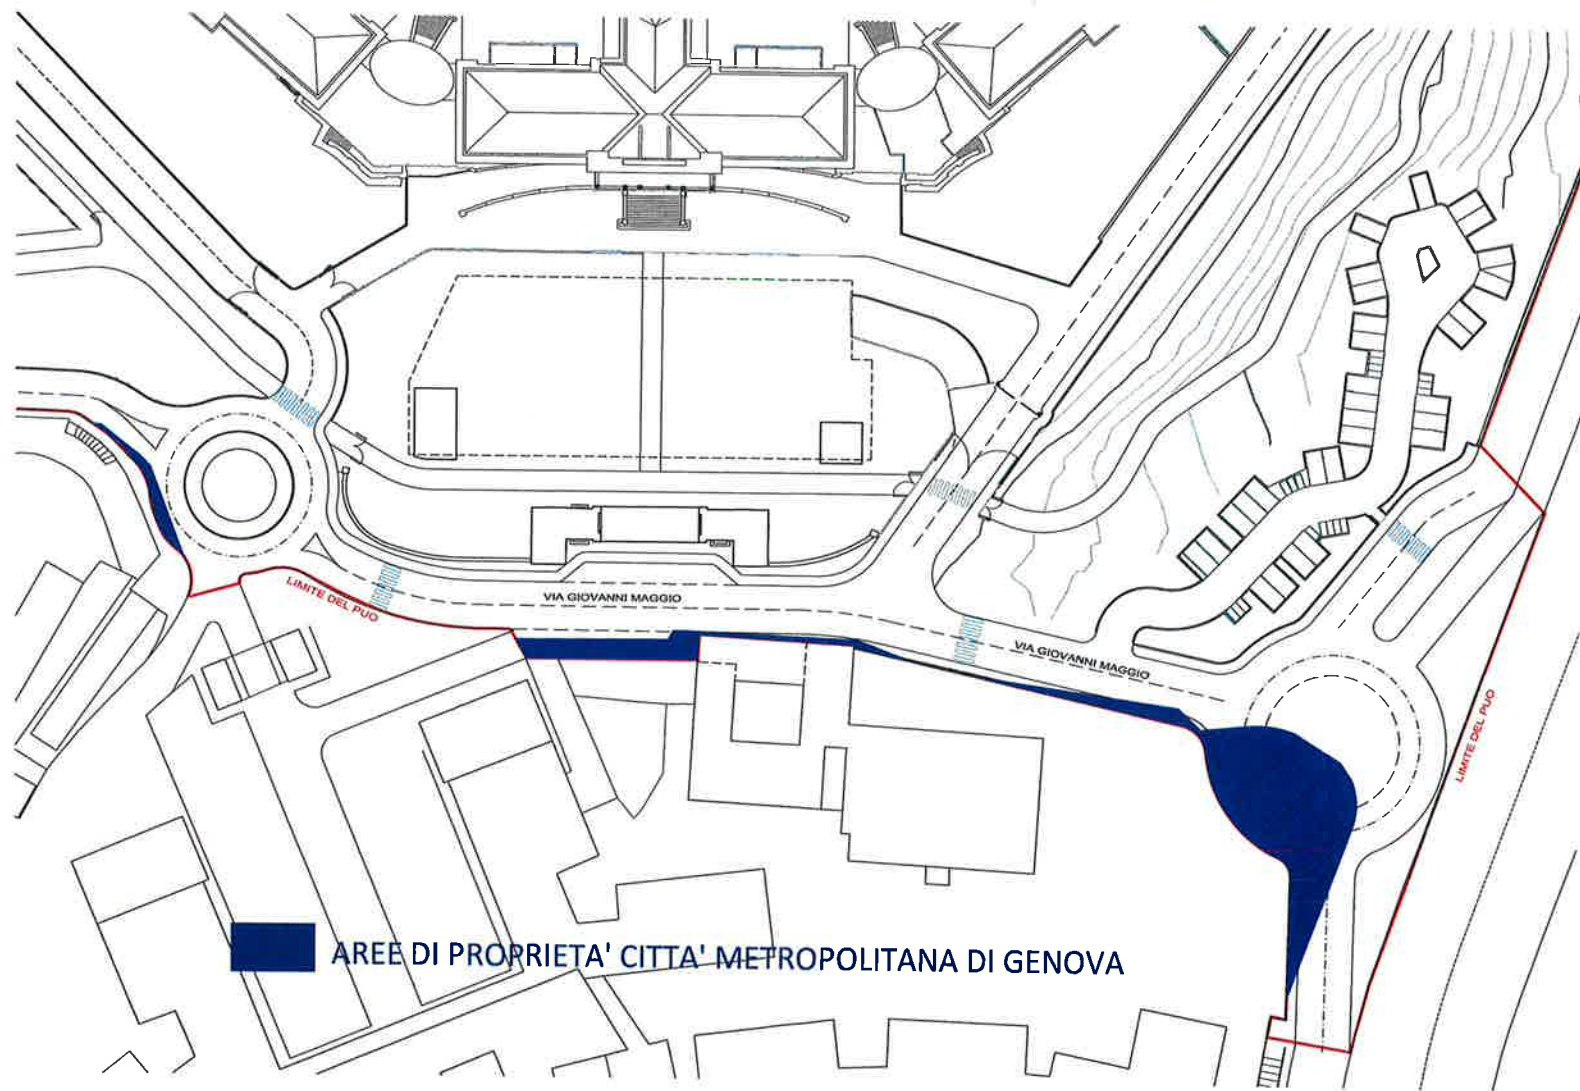 LIMITE DEL PUO
VIA GIOVANNI MAGGIO
VIA GIOVANNI MAGGIO
LIMITE DEL PUO
AREE DI PROPRIETA' CITTA' METROPOLITANA DI GENOVA